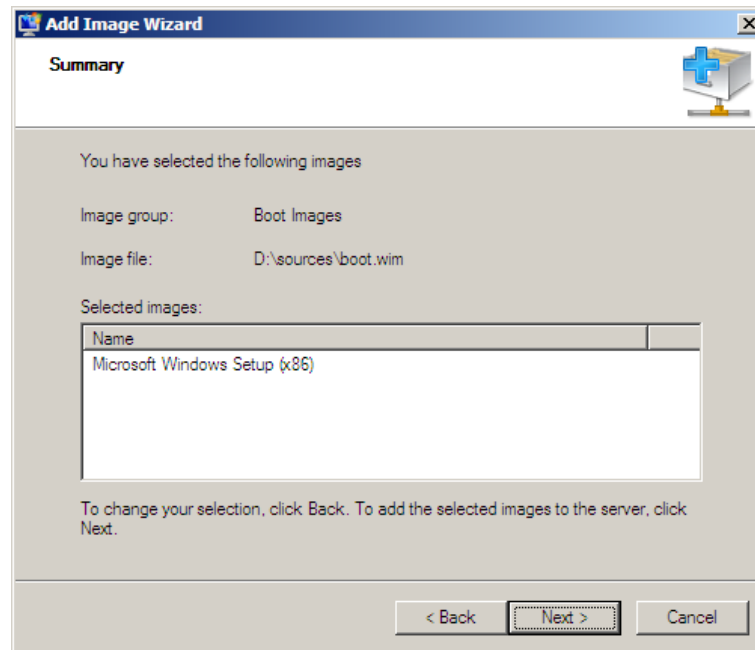 Add Image Wizard
Summary
You have selected the following images
Image group: Boot Images
Image file: D:\sources\boot.wim
Selected images:
Name
Microsoft Windows Setup (x86)
To change your selection, click Back. To add the selected images to the server, click
Next.
< Back Next > Cancel